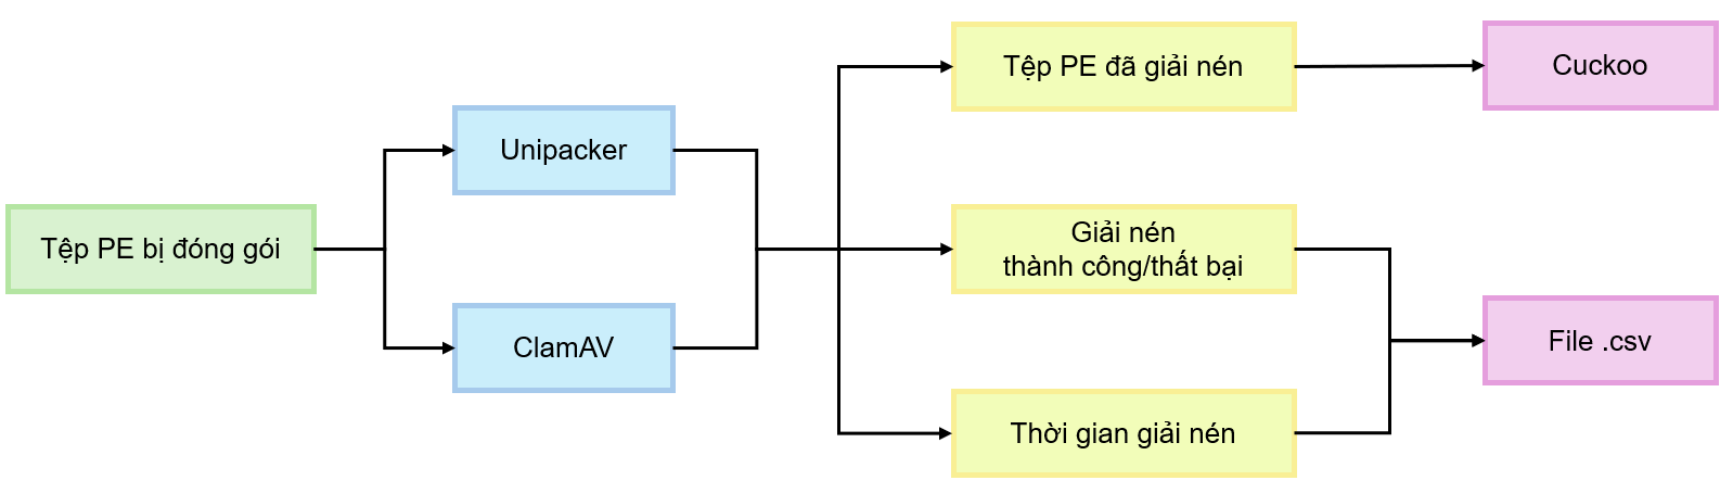 Tệp PE bị đóng gói
Unipacker
ClamAV
Tệp PE đã giải nén
Giải nén
thành công/thất bại
Thời gian giải nén
Cuckoo
File .csv